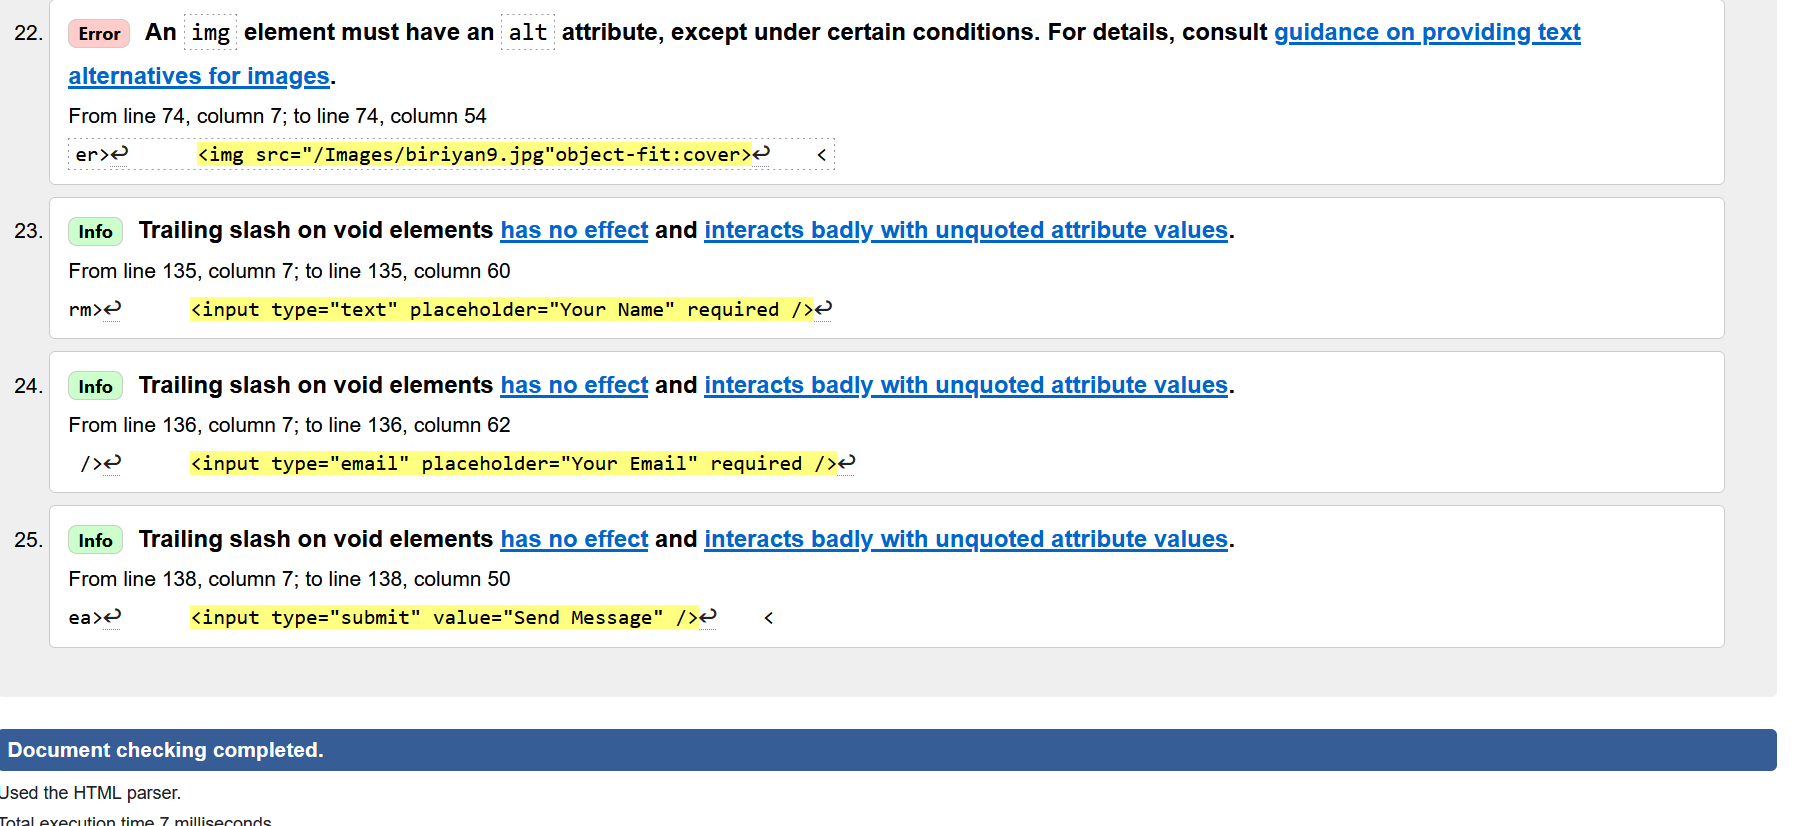 22. Error An img element must have an alt attribute, except under certain conditions. For details, consult guidance on providing text
alternatives for images.
From line 74, column 7; to line 74, column 54
er>↩ <img src="/Images/biriyan9.jpg"object-fit:cover>↩ <
23. Info Trailing slash on void elements has no effect and interacts badly with unquoted attribute values.
From line 135, column 7; to line 135, column 60
rm>↩ <input type="text" placeholder="Your Name" required />↩
24. Info Trailing slash on void elements has no effect and interacts badly with unquoted attribute values.
From line 136, column 7; to line 136, column 62
/>↩ <input type="email" placeholder="Your Email" required />↩
25. Info Trailing slash on void elements has no effect and interacts badly with unquoted attribute values.
From line 138, column 7; to line 138, column 50
ea>↩ <input type="submit" value="Send Message" />↩ <
Document checking completed.
Used the HTML parser.
Total execution time 7 milliseconds.